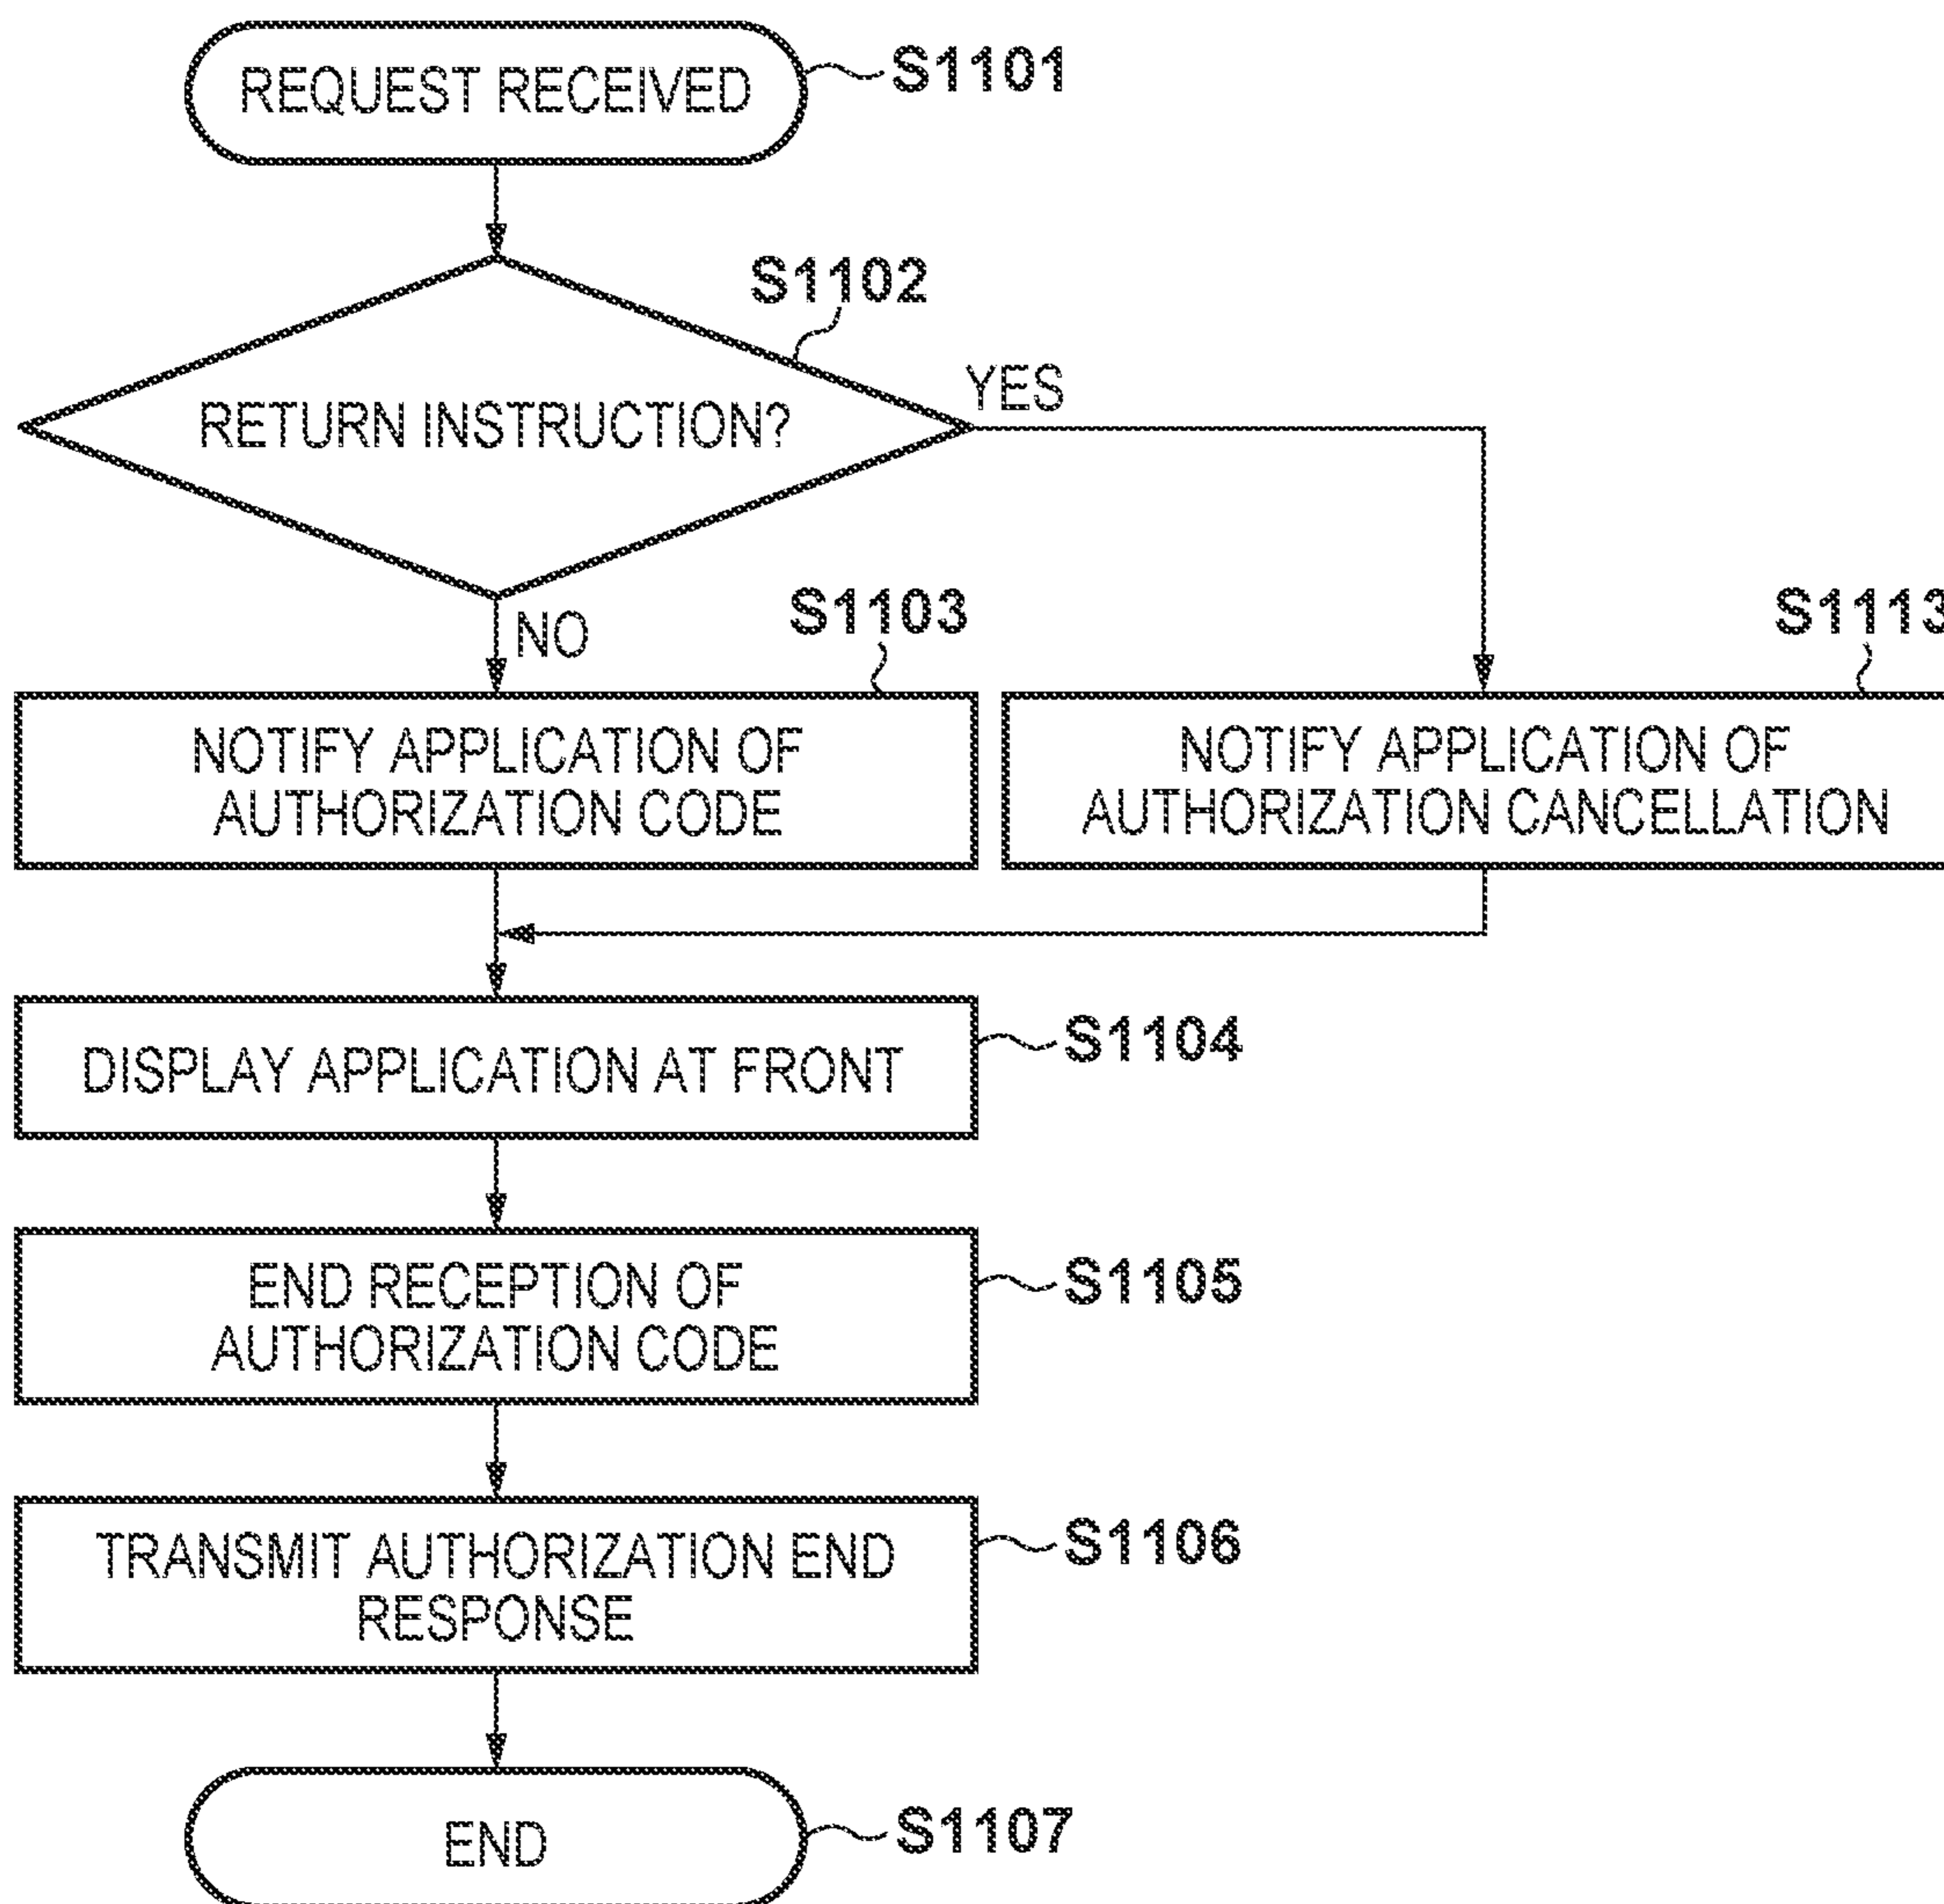 REQUEST RECEIVED
S1101
S1102
RETURN INSTRUCTION?
YES
NO
S1103
S1113
NOTIFY APPLICATION OF
AUTHORIZATION CODE
NOTIFY APPLICATION OF
AUTHORIZATION CANCELLATION
DISPLAY APPLICATION AT FRONT
S1104
END RECEPTION OF
AUTHORIZATION CODE
S1105
TRANSMIT AUTHORIZATION END
RESPONSE
S1106
END
S1107